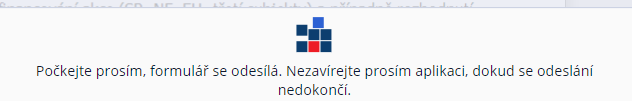 Počkejte prosím, formulář se odesílá. Nezavírejte prosím aplikaci, dokud se odeslání
nedokončí.